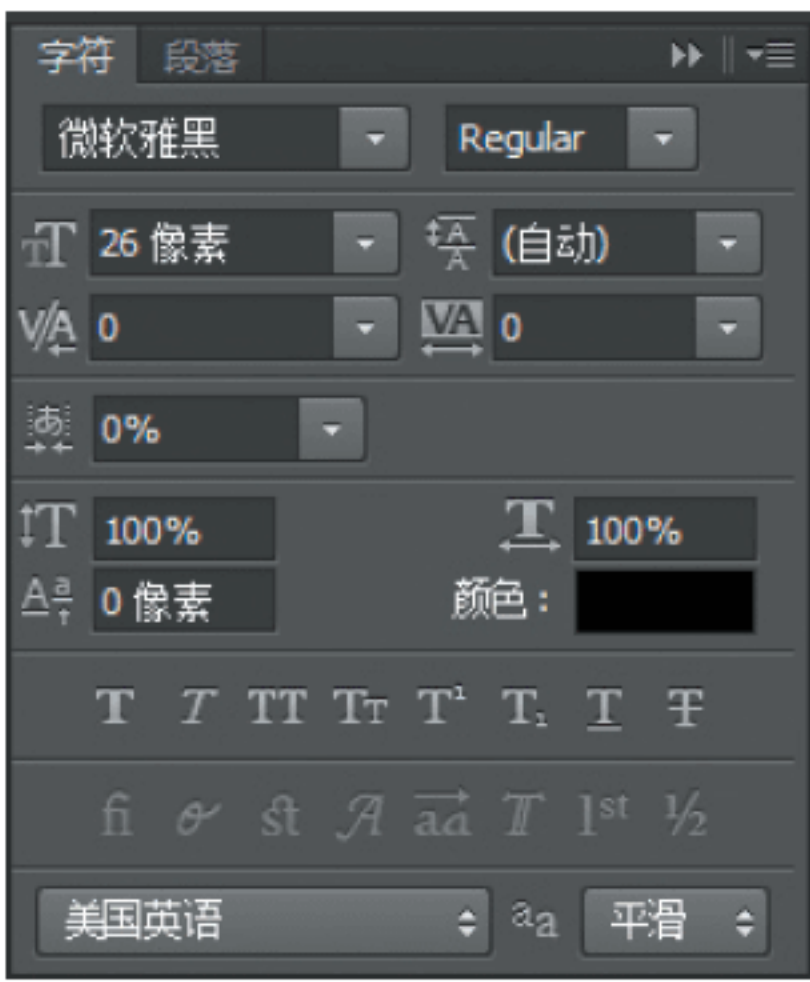 字符 段落
微软雅黑 Regular
26 像素 (自动)
0 0
0%
100% 100%
0 像素 颜色：
T T TT Tt T¹ T₁ T T
fi st A aa T 1st ½
美国英语 aa 平滑